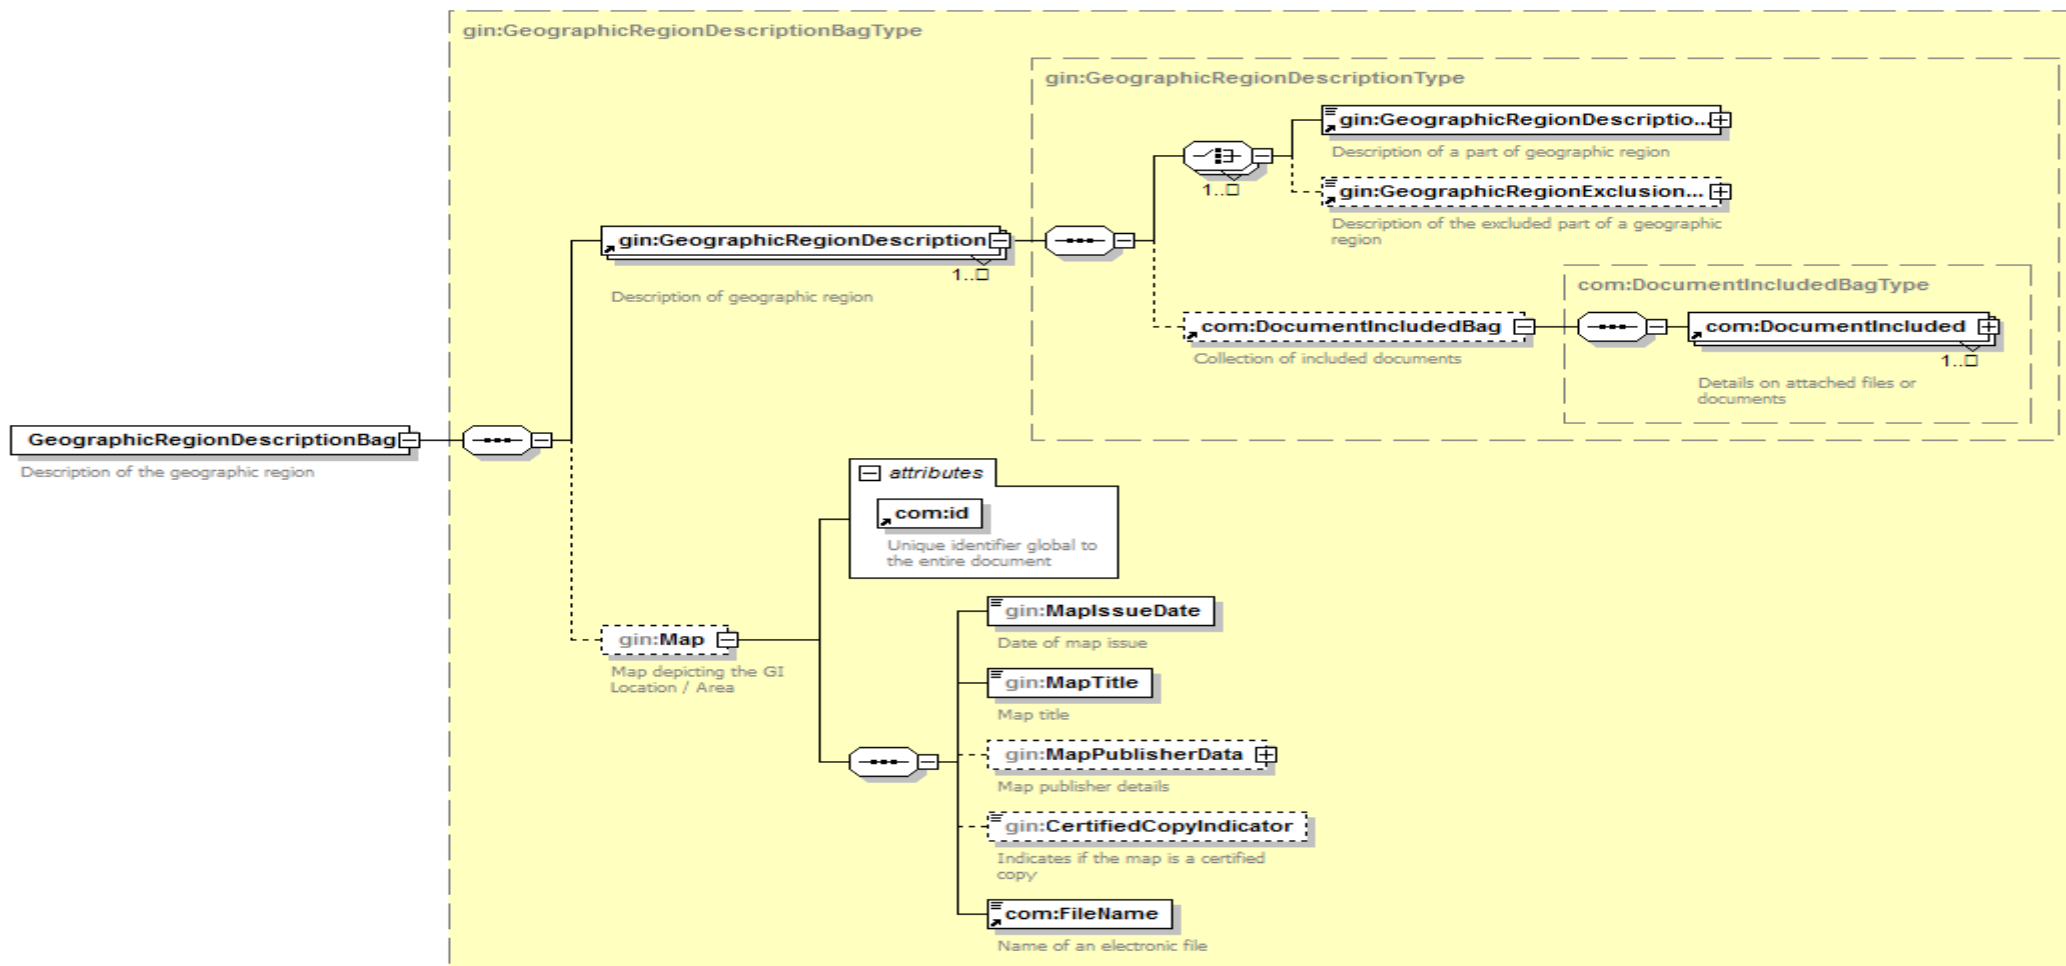 gin:GeographicRegionDescriptionBagType
gin:GeographicRegionDescriptionType
gin:GeographicRegionDescriptio...
Description of a part of geographic region
1..□
gin:GeographicRegionExclusion...
Description of the excluded part of a geographic
region
gin:GeographicRegionDescription
1..□
Description of geographic region
com:DocumentIncludedBagType
com:DocumentIncludedBag
Collection of included documents
com:DocumentIncluded
1..□
Details on attached files or
documents
GeographicRegionDescriptionBag
Description of the geographic region
attributes
com:id
Unique identifier global to
the entire document
gin:Map
Map depicting the GI
Location / Area
gin:MapIssueDate
Date of map issue
gin:MapTitle
Map title
gin:MapPublisherData
Map publisher details
gin:CertifiedCopyIndicator
Indicates if the map is a certified
copy
com:FileName
Name of an electronic file